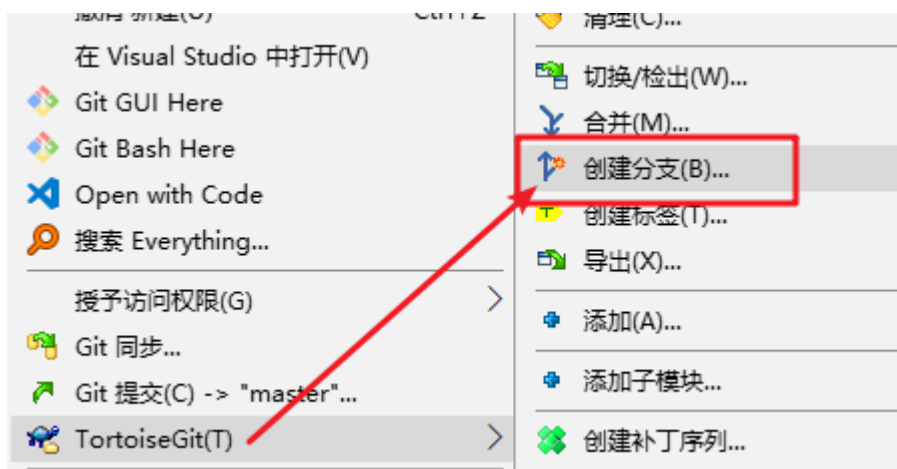 在 Visual Studio 中打开(V)
Git GUI Here
Git Bash Here
Open with Code
搜索 Everything...
授予访问权限(G)
Git 同步...
Git 提交(C) -> "master"...
TortoiseGit(T)
清理(C)...
切换/检出(W)...
合并(M)...
创建分支(B)...
创建标签(T)...
导出(X)...
添加(A)...
添加子模块...
创建补丁序列...